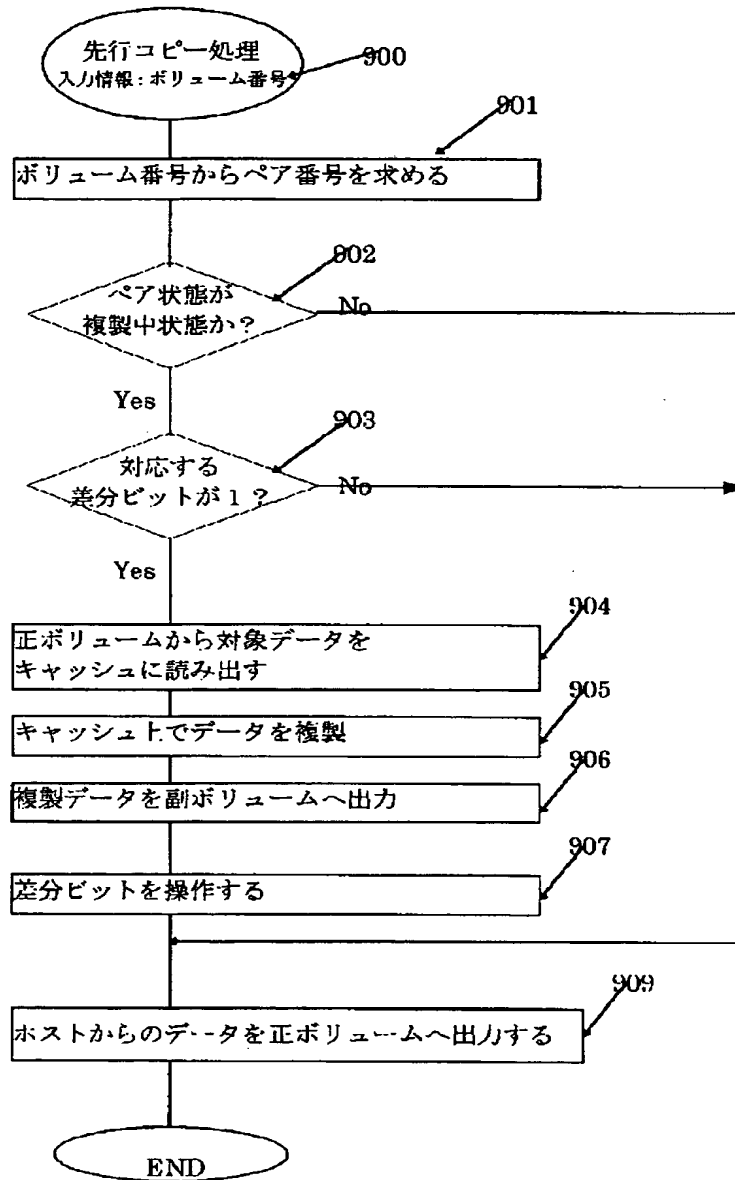 先行コピー処理
入力情報：ボリューム番号
900
901
ボリューム番号からペア番号を求める
902
ペア状態が
複製中状態か？
No
Yes
903
対応する
差分ビットが１？
No
Yes
904
正ボリュームから対象データを
キャッシュに読み出す
905
キャッシュ上でデータを複製
906
複製データを副ボリュームへ出力
907
差分ビットを操作する
909
ホストからのデータを正ボリュームへ出力する
END